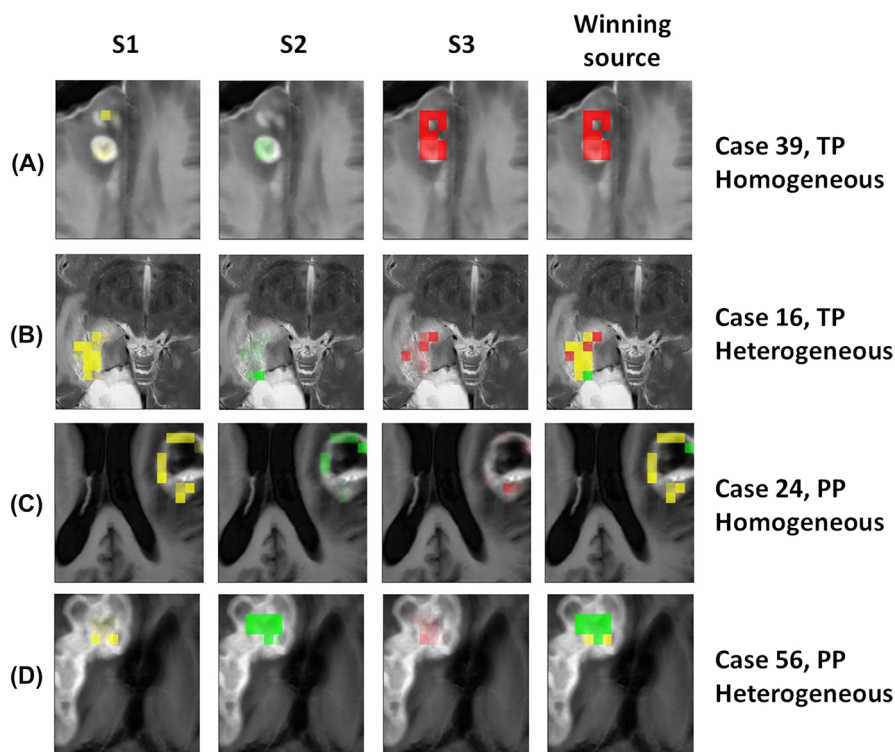 S1 S2 S3 Winning source
(A) Case 39, TP Homogeneous
(B) Case 16, TP Heterogeneous
(C) Case 24, PP Homogeneous
(D) Case 56, PP Heterogeneous